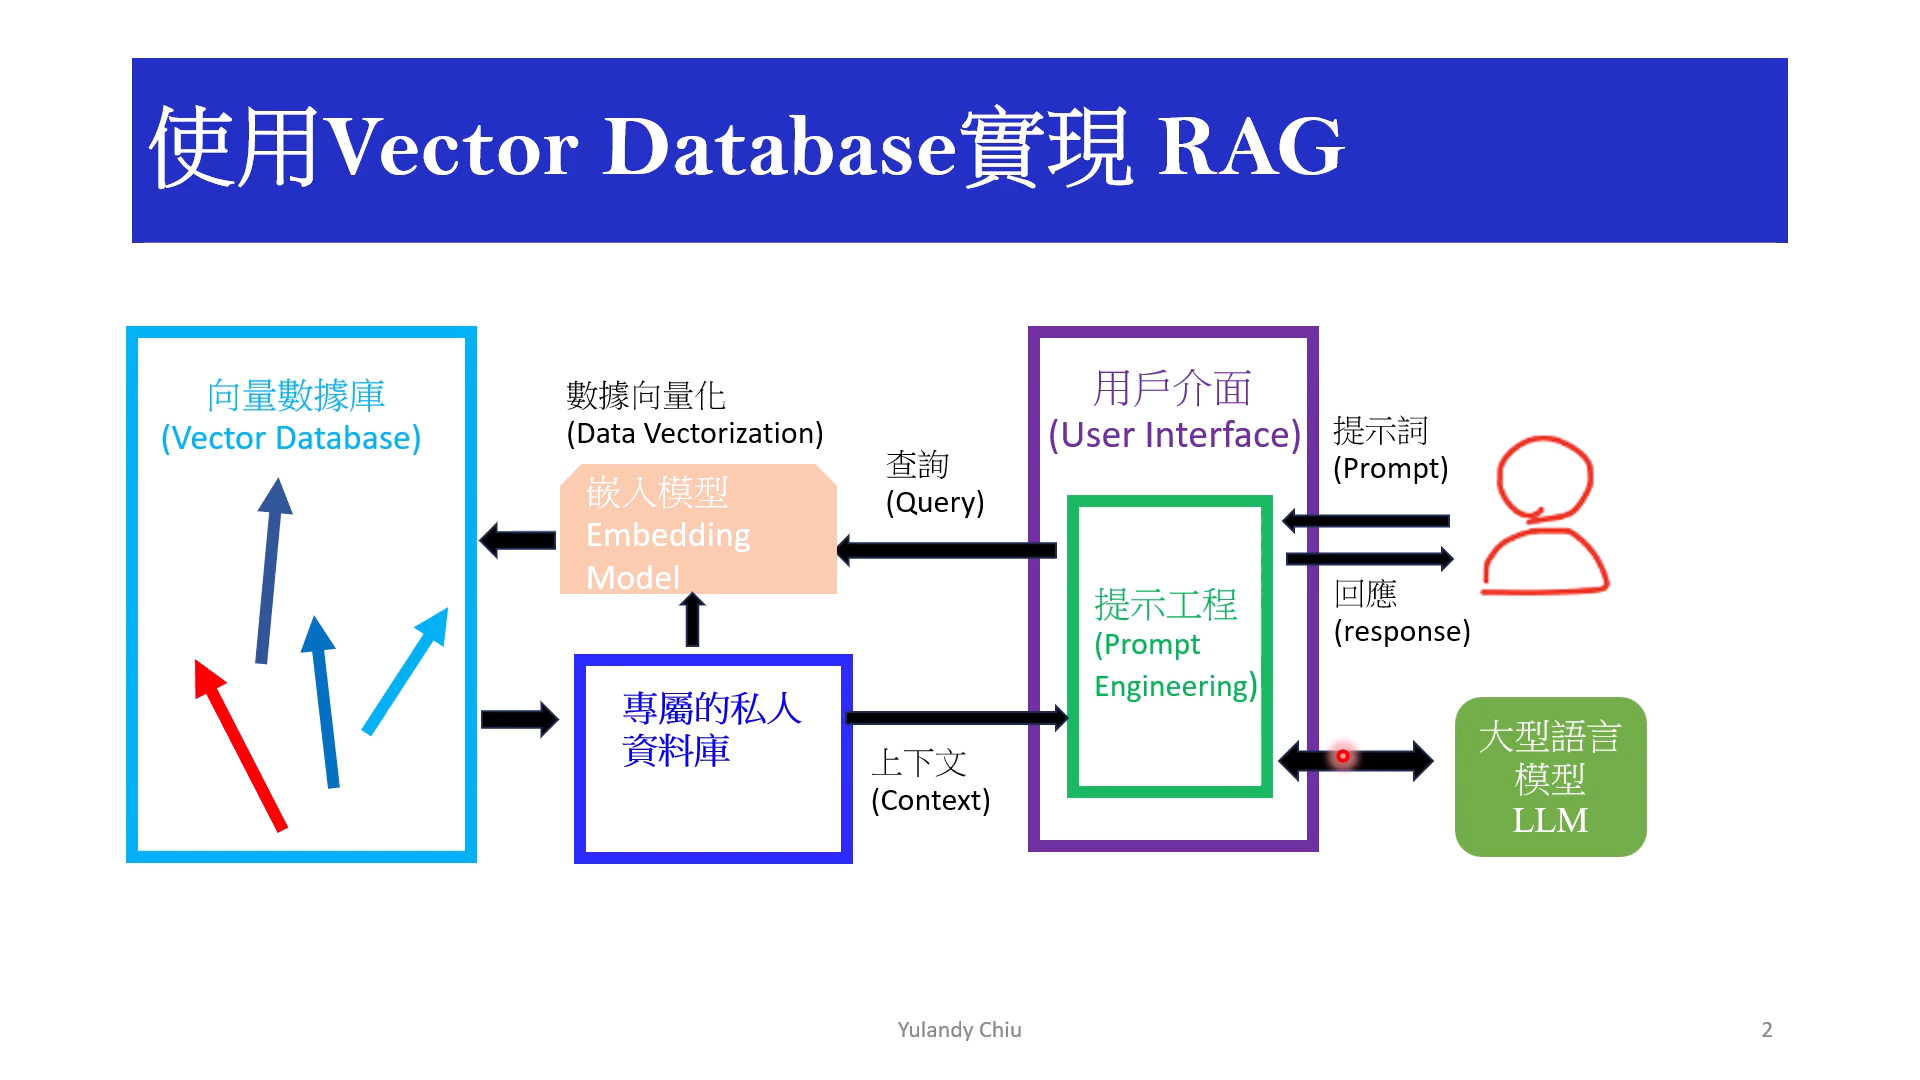 使用Vector Database實現 RAG
向量數據庫
(Vector Database)
數據向量化
(Data Vectorization)
嵌入模型
Embedding
Model
查詢
(Query)
專屬的私人
資料庫
上下文
(Context)
用戶介面
(User Interface)
提示工程
(Prompt
Engineering)
提示詞
(Prompt)
回應
(response)
大型語言
模型
LLM
Yulandy Chiu
2